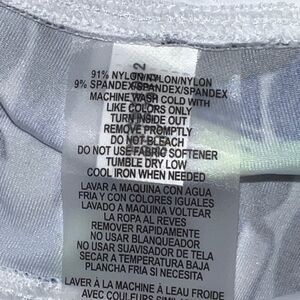 91% NYLON/NYLON/NYLON
9% SPANDEX/SPANDEX/SPANDEX
MACHINE WASH COLD WITH
LIKE COLORS ONLY
TURN INSIDE OUT
REMOVE PROMPTLY
DO NOT BLEACH
DO NOT USE FABRIC SOFTENER
TUMBLE DRY LOW
COOL IRON WHEN NEEDED
LAVAR A MAQUINA CON AGUA
FRIA Y CON COLORES IGUALES
LAVADO A MAQUINA VOLTEAR
LA ROPA AL REVES
REMOVER RAPIDAMENTE
NO USAR BLANQUEADOR
NO USAR SUAVISADOR DE TELA
SECAR A TEMPERATURA BAJA
PLANCHA FRIA SI NECESITA
LAVER À LA MACHINE À L'EAU FROIDE
AVEC COULEURS